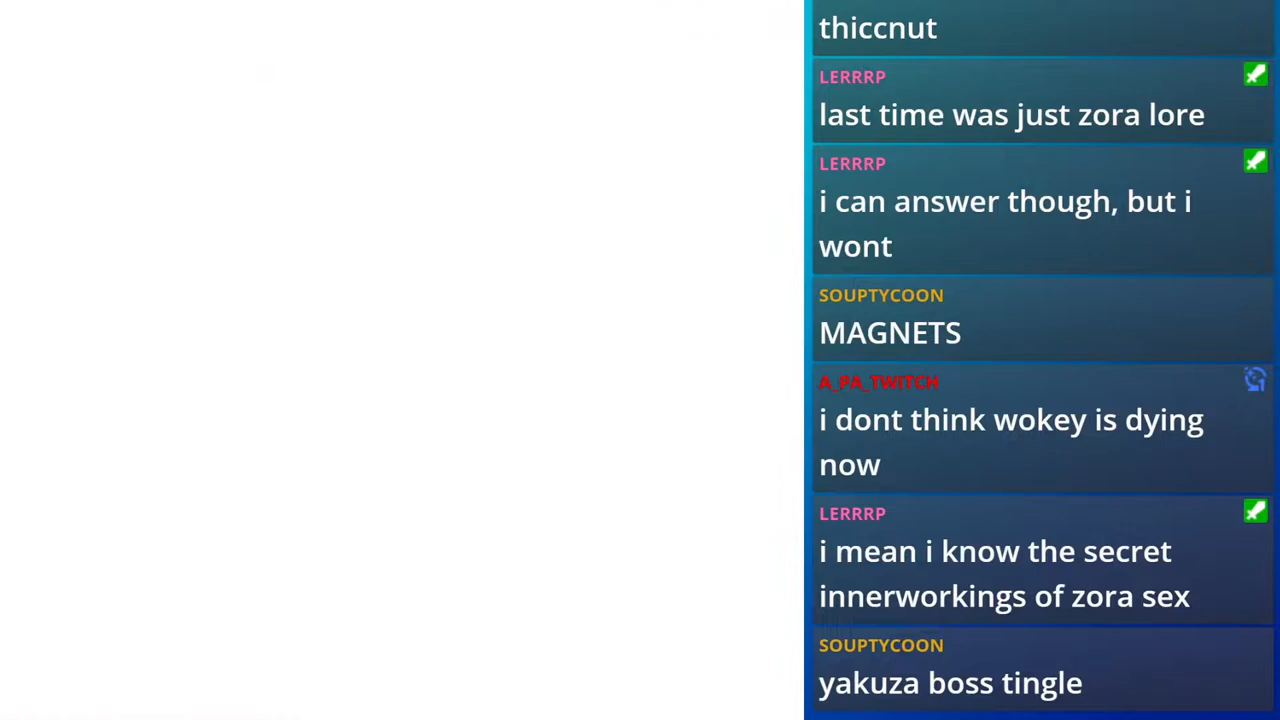 thiccnut
LERRRP
last time was just zora lore
LERRRP
i can answer though, but i
wont
SOUPTYCOON
MAGNETS
A_PA_TWITCH
i dont think wokey is dying
now
LERRRP
i mean i know the secret
innerworkings of zora sex
SOUPTYCOON
yakuza boss tingle